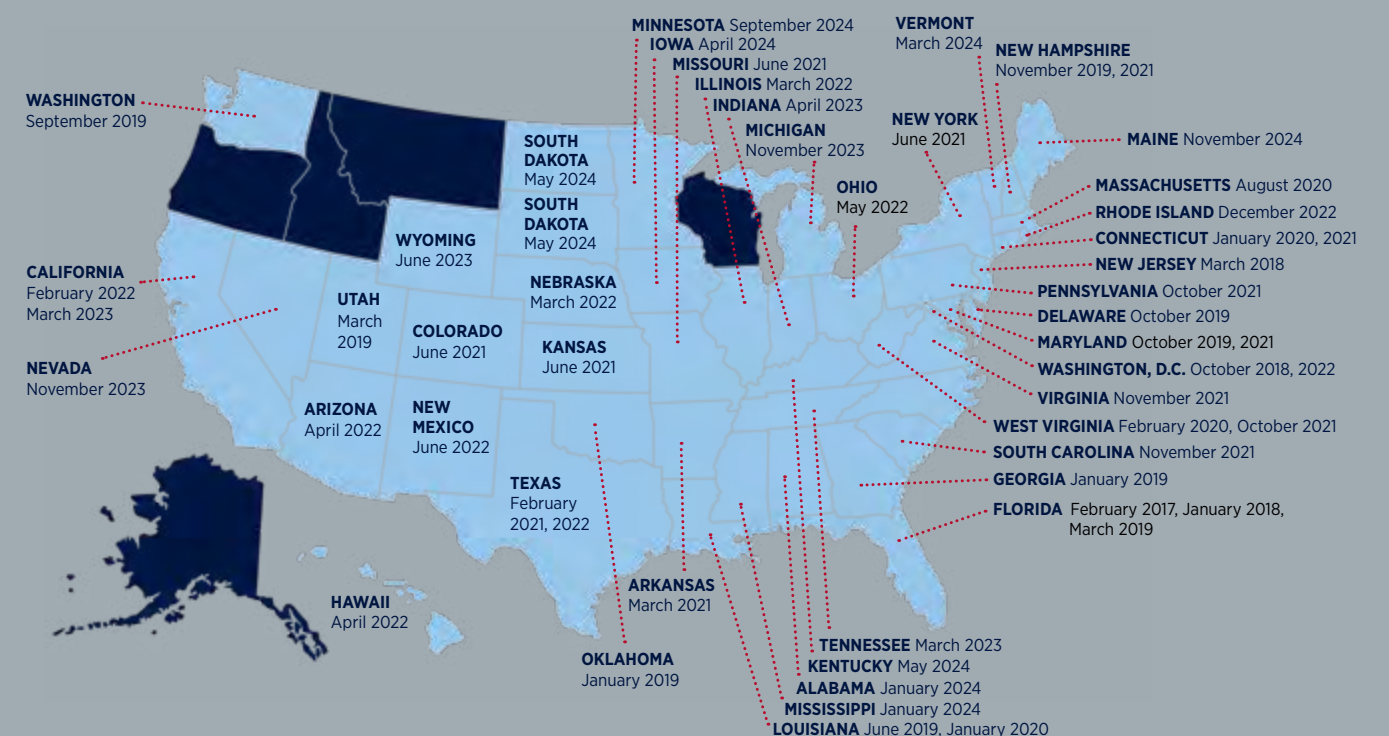 MINNESOTA September 2024
IOWA April 2024
MISSOURI June 2021
ILLINOIS March 2022
INDIANA April 2023
MICHIGAN
November 2023
VERMONT
March 2024
NEW HAMPSHIRE
November 2019, 2021
WASHINGTON
September 2019
SOUTH
DAKOTA
May 2024
NEW YORK
June 2021
MAINE November 2024
SOUTH
DAKOTA
May 2024
OHIO
May 2022
MASSACHUSETTS August 2020
RHODE ISLAND December 2022
CONNECTICUT January 2020, 2021
NEW JERSEY March 2018
PENNSYLVANIA October 2021
DELAWARE October 2019
MARYLAND October 2019, 2021
WASHINGTON, D.C. October 2018, 2022
VIRGINIA November 2021
WEST VIRGINIA February 2020, October 2021
SOUTH CAROLINA November 2021
GEORGIA January 2019
FLORIDA February 2017, January 2018,
March 2019
WYOMING
June 2023
CALIFORNIA
February 2022
March 2023
NEBRASKA
March 2022
UTAH
March
2019
COLORADO
June 2021
KANSAS
June 2021
NEVADA
November 2023
ARIZONA
April 2022
NEW
MEXICO
June 2022
TEXAS
February
2021, 2022
HAWAII
April 2022
ARKANSAS
March 2021
OKLAHOMA
January 2019
TENNESSEE March 2023
KENTUCKY May 2024
ALABAMA January 2024
MISSISSIPPI January 2024
LOUISIANA June 2019, January 2020